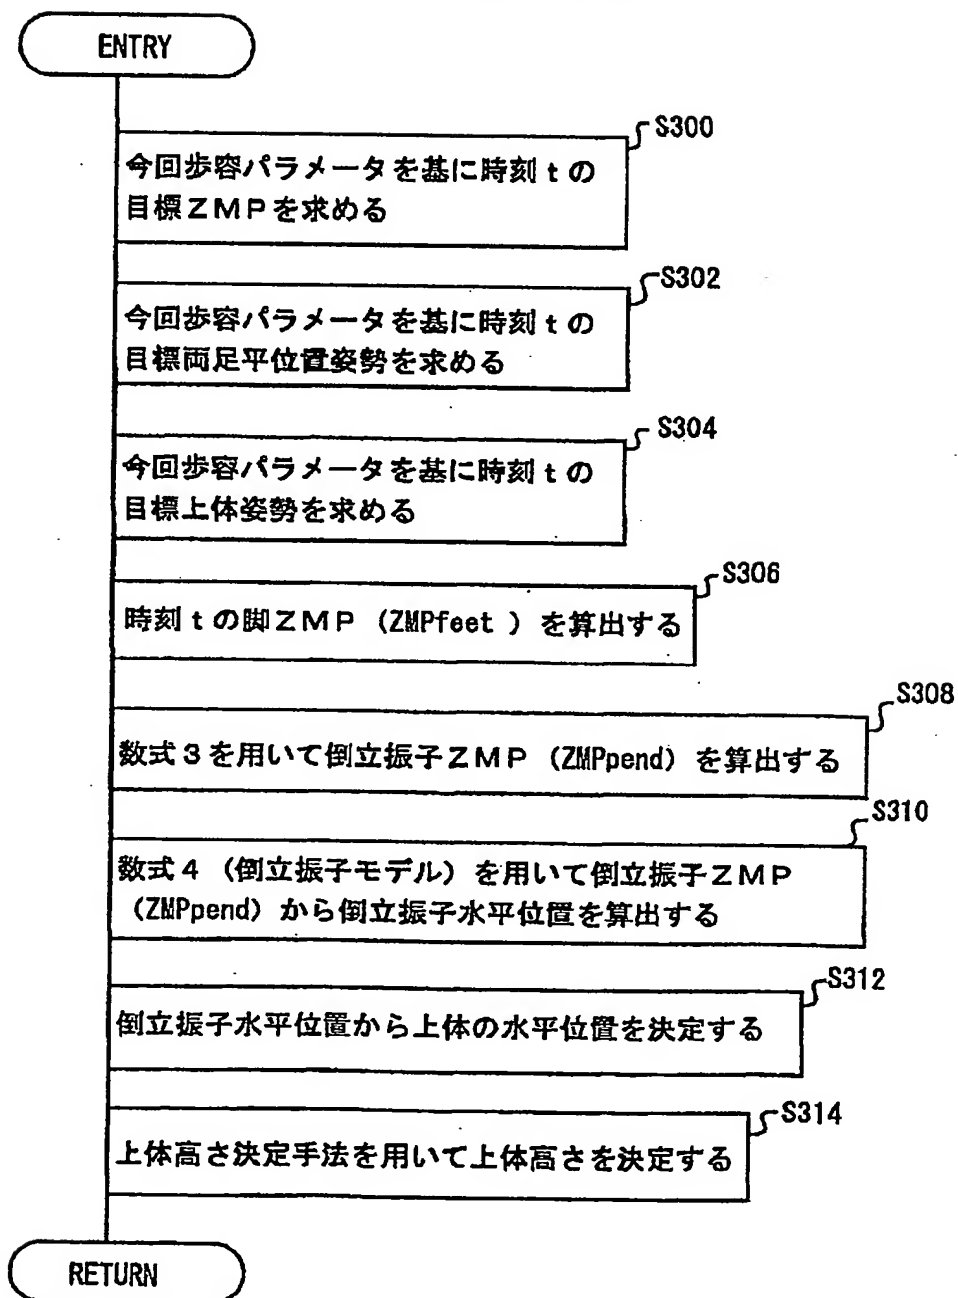 ENTRY
S300
今回歩容パラメータを基に時刻tの
目標ZMPを求める
S302
今回歩容パラメータを基に時刻tの
目標両足平位置姿勢を求める
S304
今回歩容パラメータを基に時刻tの
目標上体姿勢を求める
S306
時刻tの脚ZMP (ZMPfeet ) を算出する
S308
数式3を用いて倒立振子ZMP (ZMPpend) を算出する
S310
数式4 (倒立振子モデル) を用いて倒立振子ZMP
(ZMPpend) から倒立振子水平位置を算出する
S312
倒立振子水平位置から上体の水平位置を決定する
S314
上体高さ決定手法を用いて上体高さを決定する
RETURN